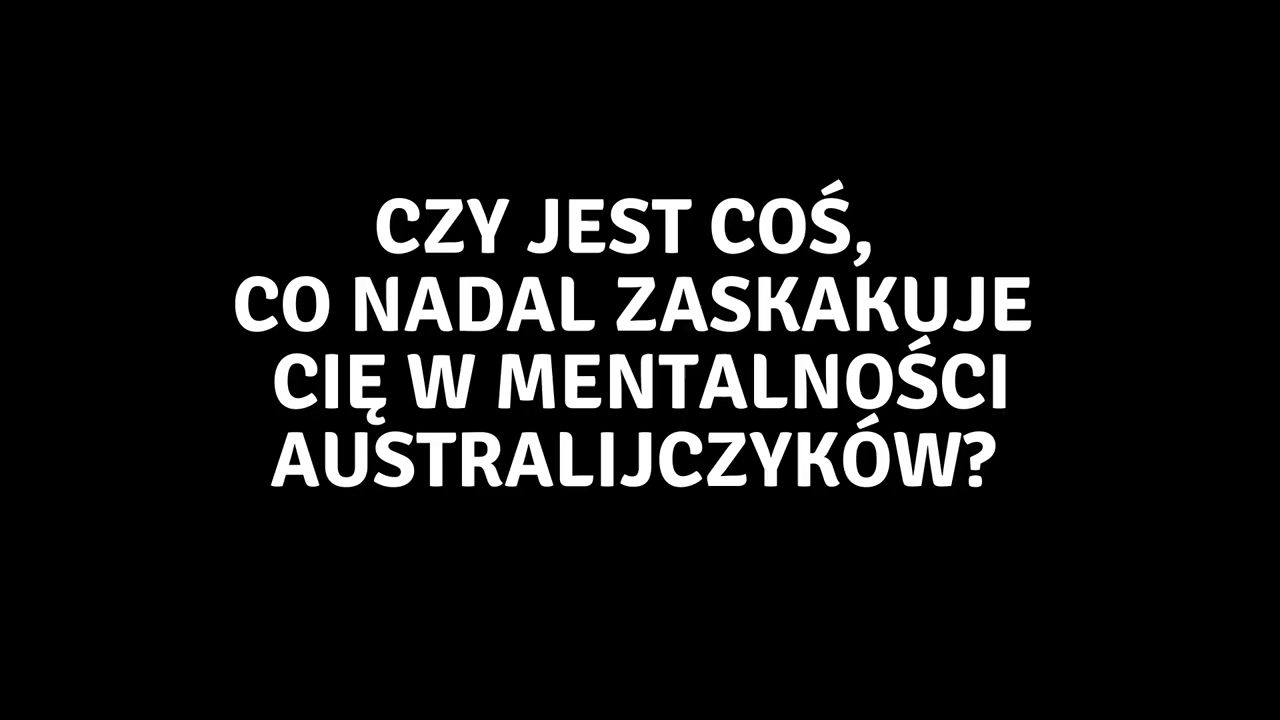 CZY JEST COŚ,
CO NADAL ZASKAKUJE
CIĘ W MENTALNOŚCI
AUSTRALIJCZYKÓW?